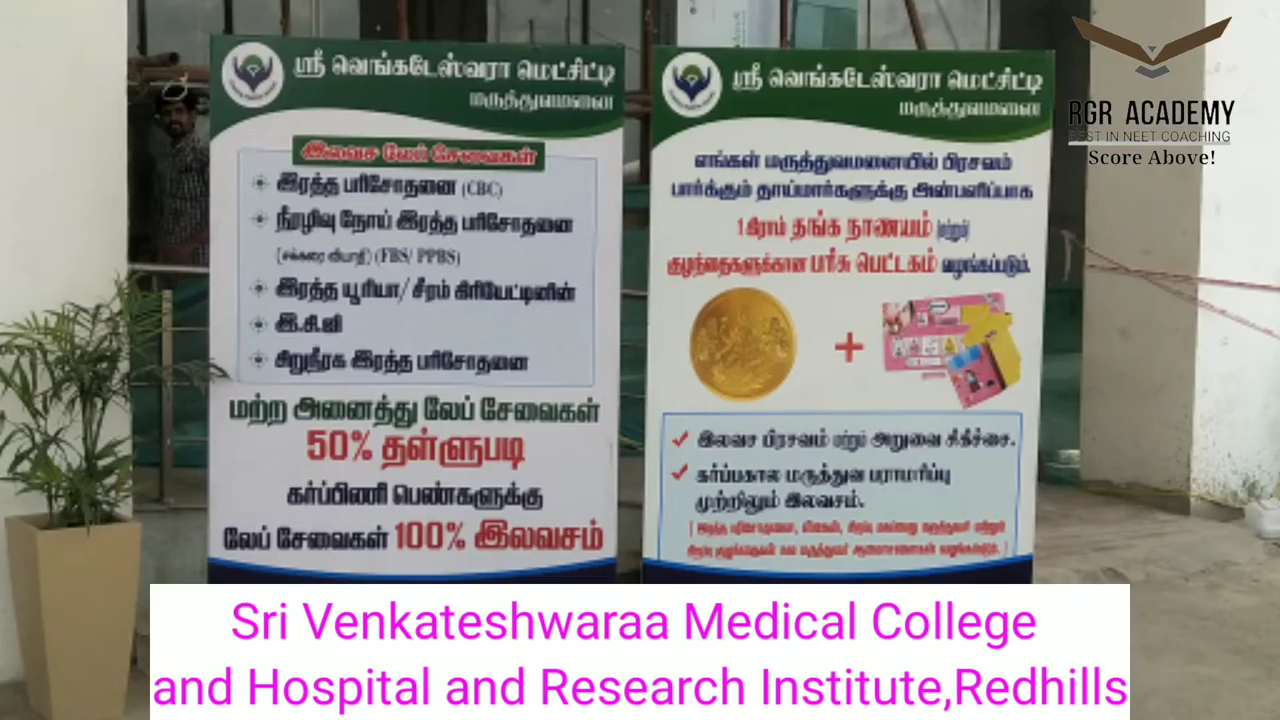 ஸ்ரீ வெங்கடேஸ்வரா மெட்சிட்டி
மருத்துவமனை
இலவச லேப் சேவைகள்
இரத்த பரிசோதனை (CBC)
நீரழிவு நோய் இரத்த பரிசோதனை
(சக்கரை வியாதி) (FBS/ PPBS)
இரத்த யூரியா/ சீரம் கிரியேட்டினின்
இ.சி.ஜி
சிறுநீரக இரத்த பரிசோதனை
மற்ற அனைத்து லேப் சேவைகள்
50% தள்ளுபடி
கர்ப்பிணி பெண்களுக்கு
லேப் சேவைகள் 100% இலவசம்
ஸ்ரீ வெங்கடேஸ்வரா மெட்சிட்டி
மருத்துவமனை
எங்கள் மருத்துவமனையில் பிரசவம்
பார்க்கும் தாய்மார்களுக்கு அன்பளிப்பாக
1 கிராம் தங்க நாணயம் மற்றும்
குழந்தைகளுக்கான பரிசு பெட்டகம் வழங்கப்படும்.
+
இலவச பிரசவம் மற்றும் அறுவை சிகிச்சை.
கர்ப்பகால மருத்துவ பராமரிப்பு
முற்றிலும் இலவசம்.
RGR ACADEMY
BEST IN NEET COACHING
Score Above!
Sri Venkateshwaraa Medical College
and Hospital and Research Institute,Redhills